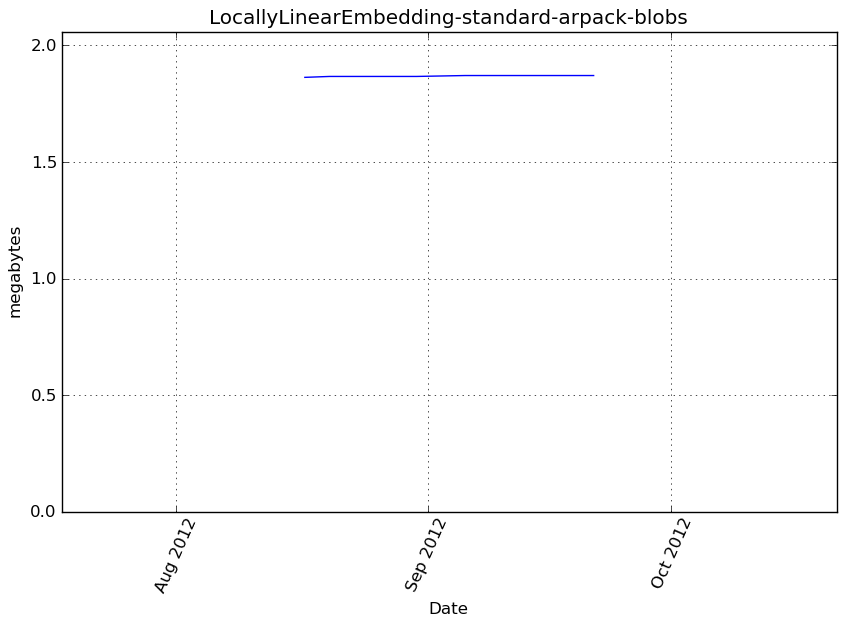 LocallyLinearEmbedding-standard-arpack-blobs
2.0
1.5
1.0
0.5
0.0
megabytes
Aug 2012
Sep 2012
Oct 2012
Date